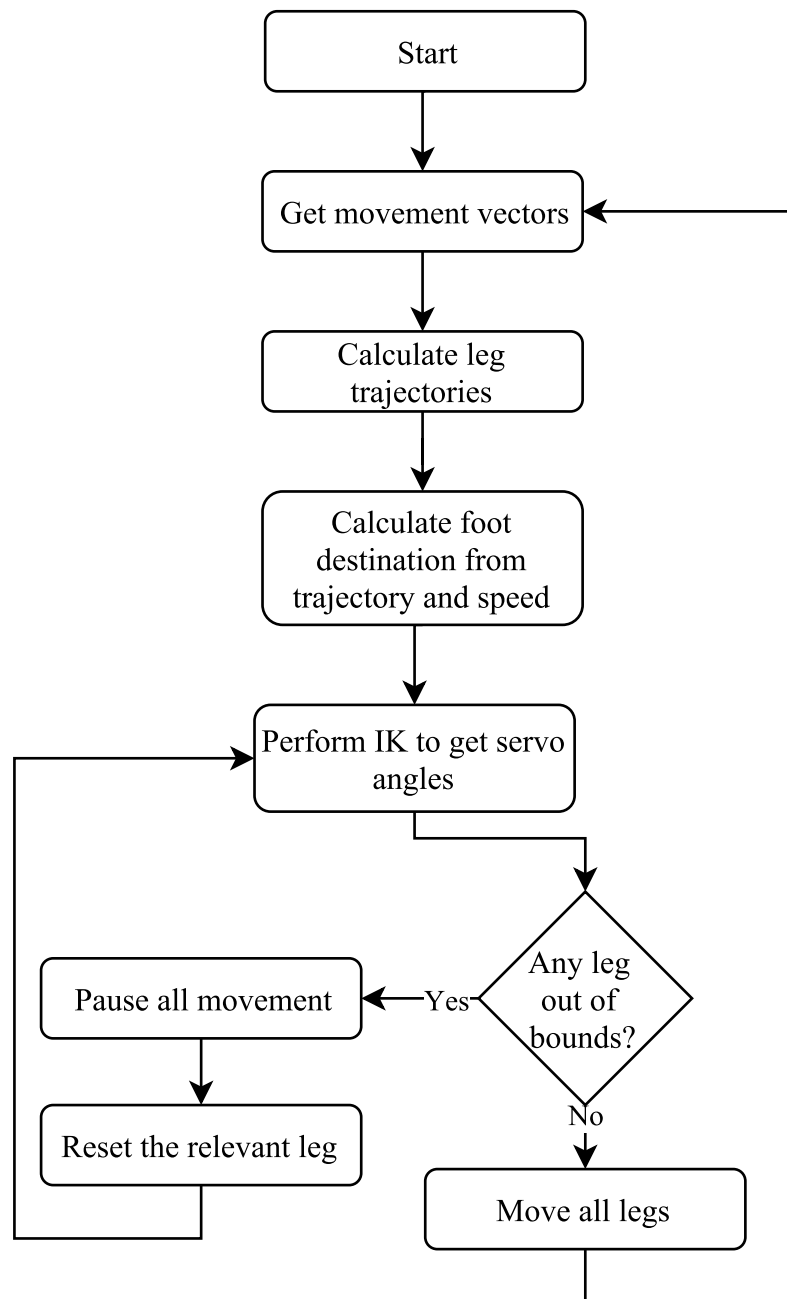 Start
Get movement vectors
Calculate leg
trajectories
Calculate foot
destination from
trajectory and speed
Perform IK to get servo
angles
Any leg
out of
bounds?
Yes
Pause all movement
Reset the relevant leg
No
Move all legs